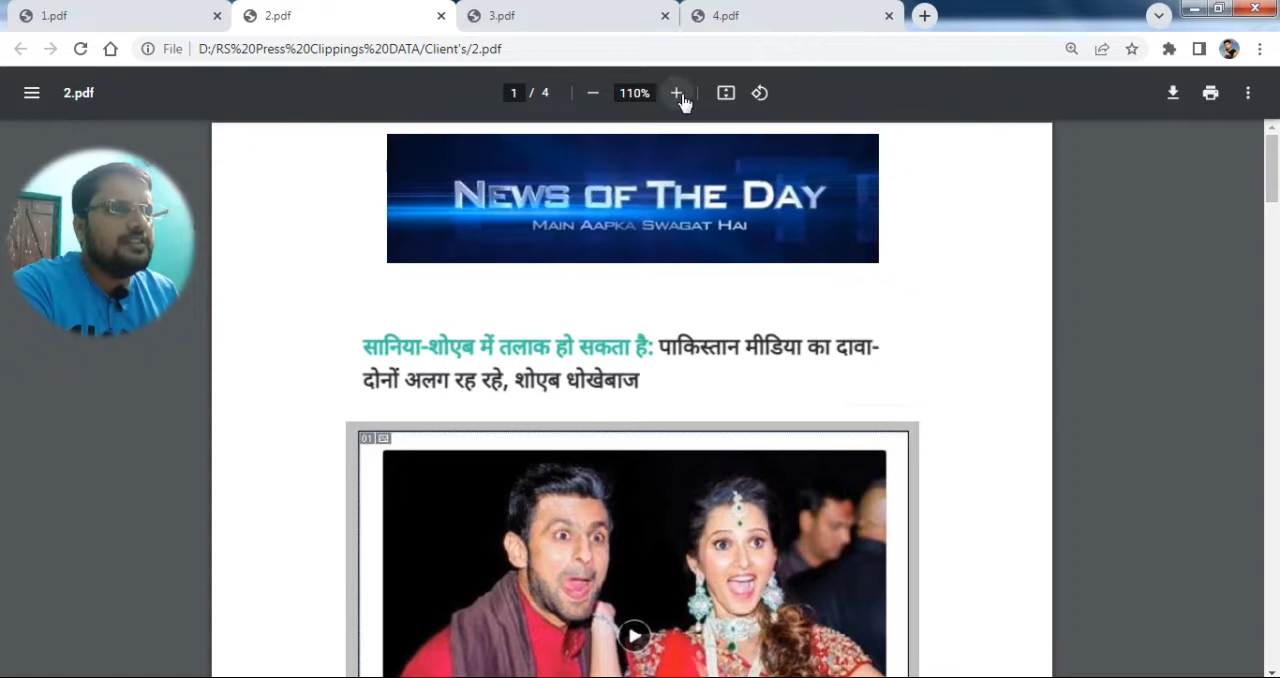 1.pdf
2.pdf
3.pdf
4.pdf
File
D:/RS%20Press%20Clippings%20DATA/Client's/2.pdf
2.pdf
1 / 4
110%
NEWS OF THE DAY
MAIN AAPKA SWAGAT HAI
सानिया-शोएब में तलाक हो सकता है: पाकिस्तान मीडिया का दावा-
दोनों अलग रह रहे, शोएब धोखेबाज
01